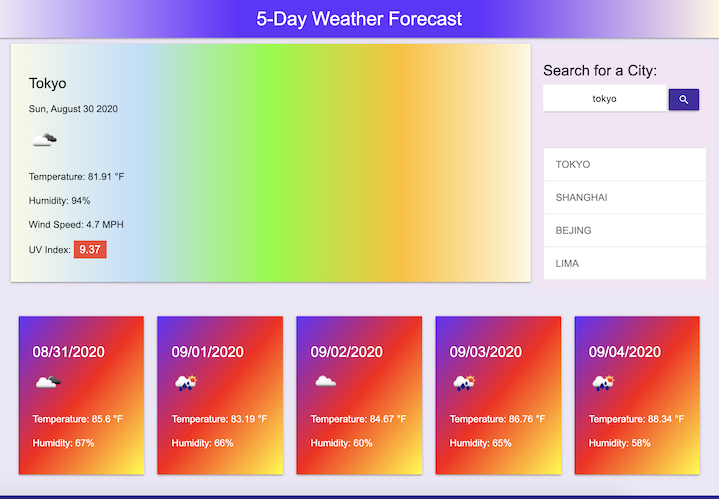 5-Day Weather Forecast
Tokyo
Sun, August 30 2020
Temperature: 81.91 °F
Humidity: 94%
Wind Speed: 4.7 MPH
UV Index: 9.37
Search for a City:
tokyo
TOKYO
SHANGHAI
BEJING
LIMA
08/31/2020
Temperature: 85.6 °F
Humidity: 67%
09/01/2020
Temperature: 83.19 °F
Humidity: 66%
09/02/2020
Temperature: 84.67 °F
Humidity: 60%
09/03/2020
Temperature: 86.76 °F
Humidity: 65%
09/04/2020
Temperature: 88.34 °F
Humidity: 58%